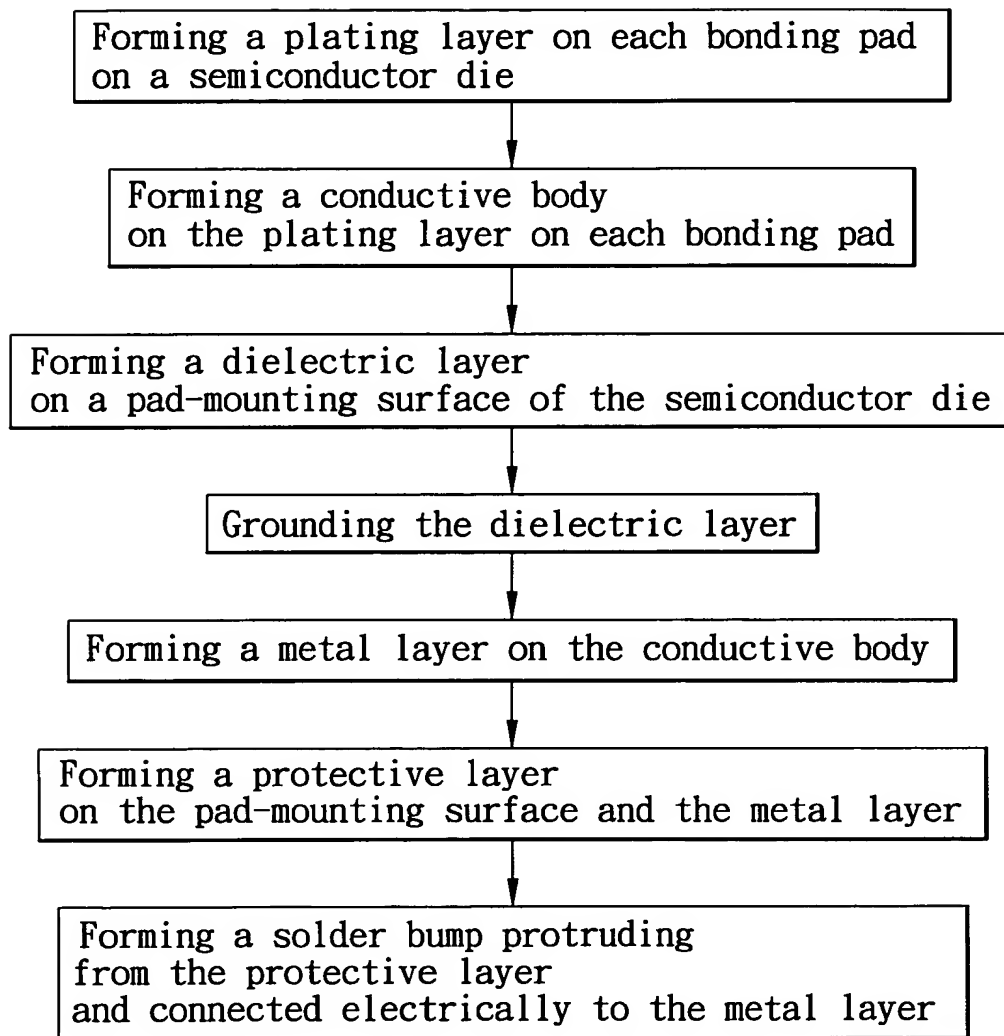 Forming a plating layer on each bonding pad
on a semiconductor die
Forming a conductive body
on the plating layer on each bonding pad
Forming a dielectric layer
on a pad-mounting surface of the semiconductor die
Grounding the dielectric layer
Forming a metal layer on the conductive body
Forming a protective layer
on the pad-mounting surface and the metal layer
Forming a solder bump protruding
from the protective layer
and connected electrically to the metal layer